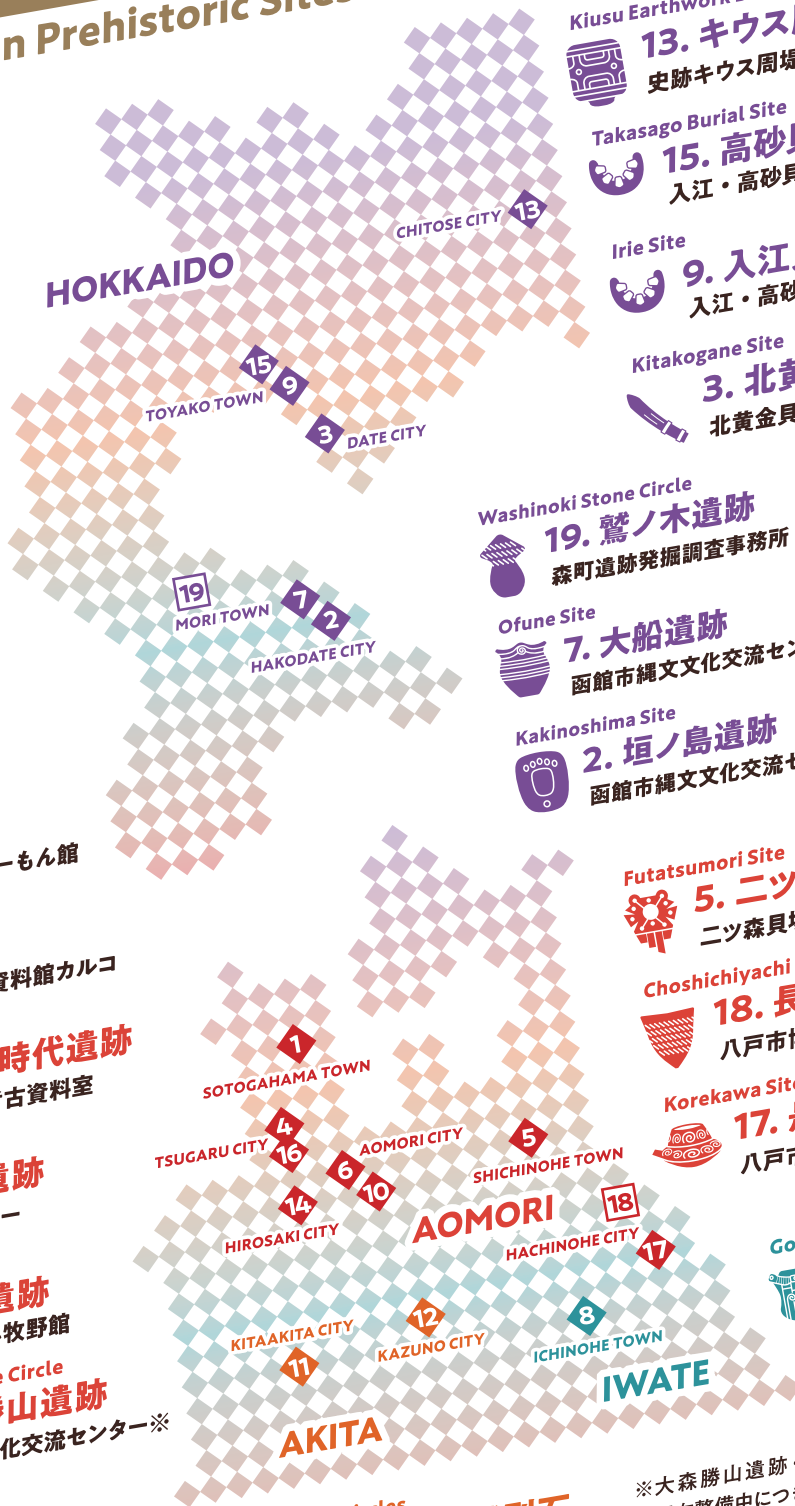 n Prehistoric Sites
Kiusu Earthwork
13. キウス
史跡キウス周堤
Takasago Burial Site
15. 高砂貝
入江・高砂貝
CHITOSE CITY
13
Irie Site
9. 入江
入江・高砂
HOKKAIDO
Kitakogane Site
3. 北黄
北黄金貝
15
9
TOYAKO TOWN
3
DATE CITY
Washinoki Stone Circle
19. 鷲ノ木遺跡
森町遺跡発掘調査事務所
19
MORI TOWN
7
2
HAKODATE CITY
Ofune Site
7. 大船遺跡
函館市縄文文化交流セン
Kakinoshima Site
2. 垣ノ島遺跡
函館市縄文文化交流セ
ーもん館
Futatsumori Site
5. 二ツ
二ツ森貝塚
資料館カルコ
Choshichiyachi
18. 長
八戸市
時代遺跡
古資料室
1
SOTOGAHAMA TOWN
Korekawa Site
17.
八戸市
4
16
TSUGARU CITY
AOMORI CITY
6
10
5
SHICHINOHE TOWN
遺跡
ー
14
HIROSAKI CITY
AOMORI
18
HACHINOHE CITY
17
Go
遺跡
牧野館
KITAAKITA CITY
11
12
KAZUNO CITY
8
ICHINOHE TOWN
e Circle
山遺跡
化交流センター※
IWATE
AKITA
※大森勝山遺跡・
整備中につき